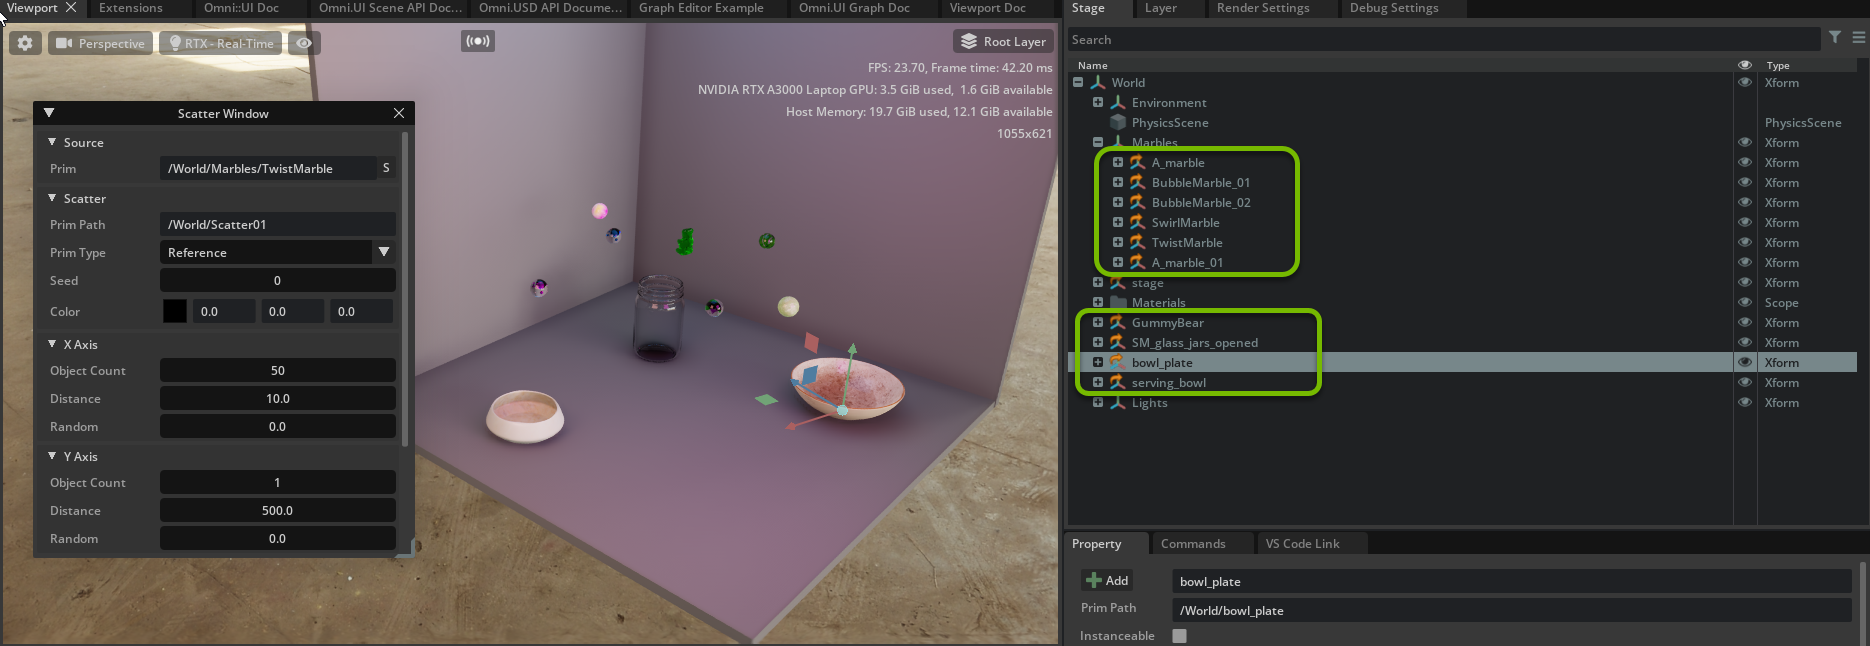 Viewport
Extensions
Omni::UI Doc
Omni.UI Scene API Doc...
Omni.USD API Docume...
Graph Editor Example
Omni.UI Graph Doc
Viewport Doc
Perspective
RTX - Real-Time
Root Layer
FPS: 23.70, Frame time: 42.20 ms
NVIDIA RTX A3000 Laptop GPU: 3.5 GiB used, 1.6 GiB available
Host Memory: 19.7 GiB used, 12.1 GiB available
1055x621
Scatter Window
Source
Prim /World/Marbles/TwistMarble S
Scatter
Prim Path /World/Scatter01
Prim Type Reference
Seed 0
Color 0.0 0.0 0.0
X Axis
Object Count 50
Distance 10.0
Random 0.0
Y Axis
Object Count 1
Distance 500.0
Random 0.0
Stage
Layer
Render Settings
Debug Settings
Search
Name Type
World Xform
Environment
PhysicsScene PhysicsScene
Marbles Xform
A_marble Xform
BubbleMarble_01 Xform
BubbleMarble_02 Xform
SwirlMarble Xform
TwistMarble Xform
A_marble_01 Xform
stage Xform
Materials Scope
GummyBear Xform
SM_glass_jars_opened Xform
bowl_plate Xform
serving_bowl Xform
Lights Xform
Property
Commands
VS Code Link
Add bowl_plate
Prim Path /World/bowl_plate
Instanceable